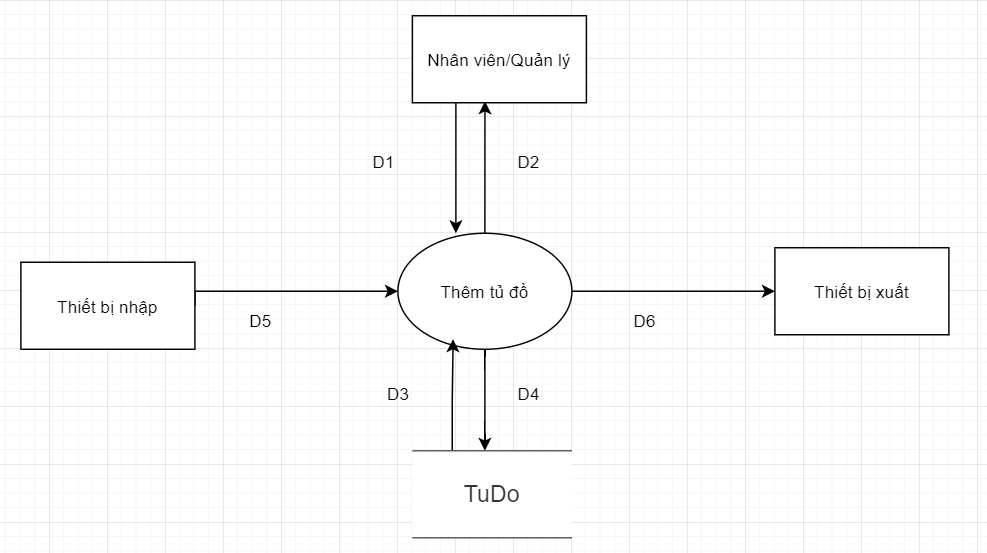 Nhân viên/Quản lý
D1
D2
Thêm tủ đồ
Thiết bị nhập
Thiết bị xuất
D5
D6
D3
D4
TuDo